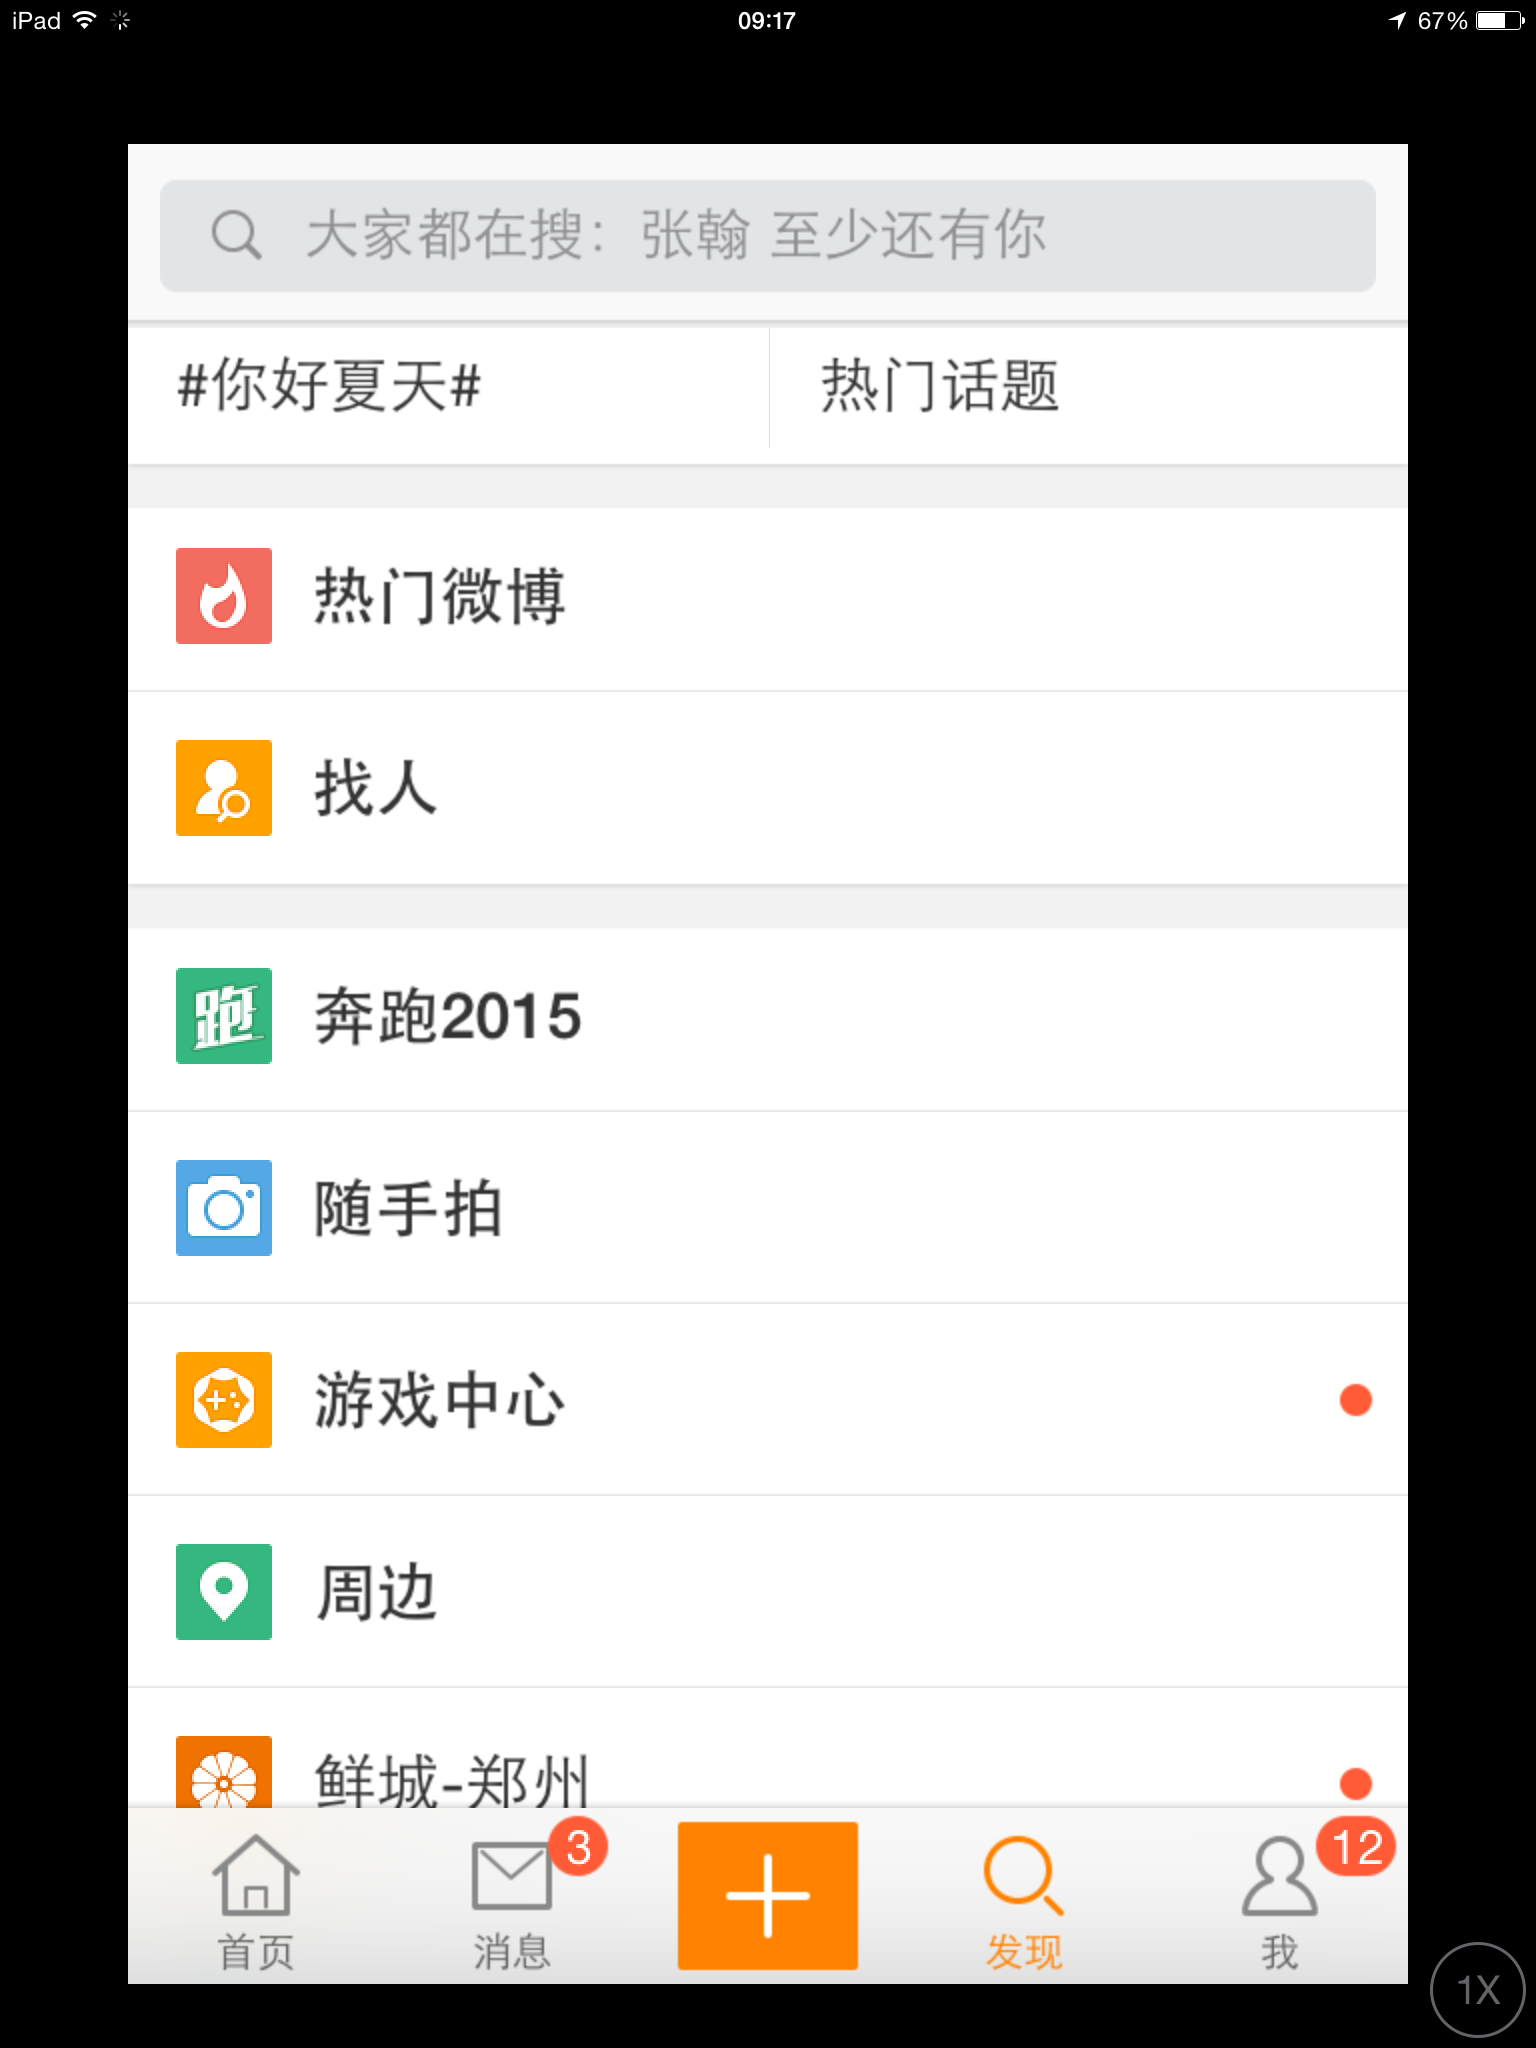 iPad 09:17 67%
大家都在搜：张翰 至少还有你
#你好夏天# 热门话题
热门微博
找人
跑 奔跑2015
随手拍
游戏中心
周边
鲜城-郑州
3 12
首页 消息 发现 我
1X